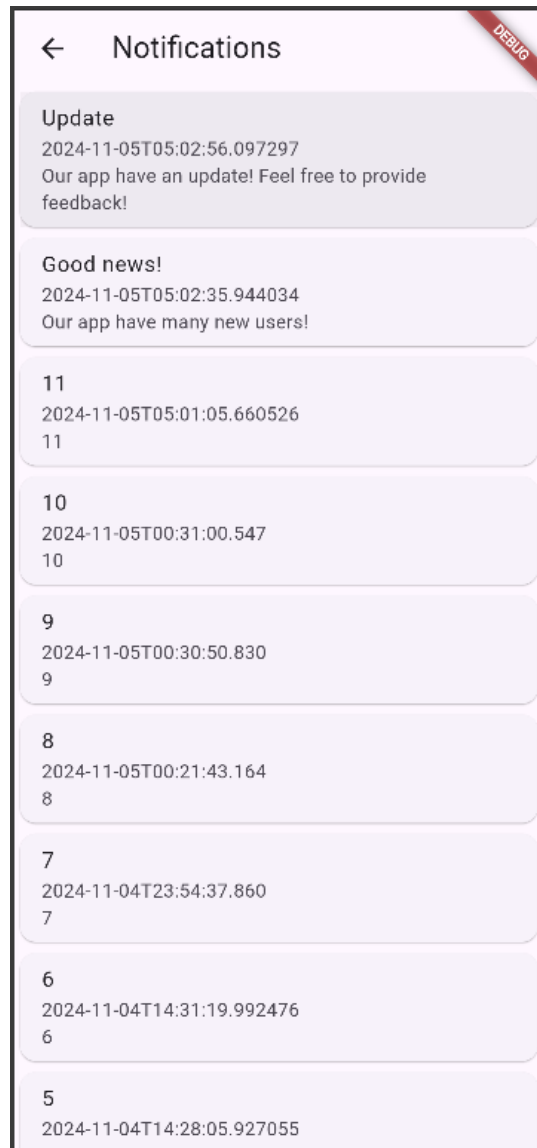 Notifications
DEBUG
Update
2024-11-05T05:02:56.097297
Our app have an update! Feel free to provide
feedback!
Good news!
2024-11-05T05:02:35.944034
Our app have many new users!
11
2024-11-05T05:01:05.660526
11
10
2024-11-05T00:31:00.547
10
9
2024-11-05T00:30:50.830
9
8
2024-11-05T00:21:43.164
8
7
2024-11-04T23:54:37.860
7
6
2024-11-04T14:31:19.992476
6
5
2024-11-04T14:28:05.927055